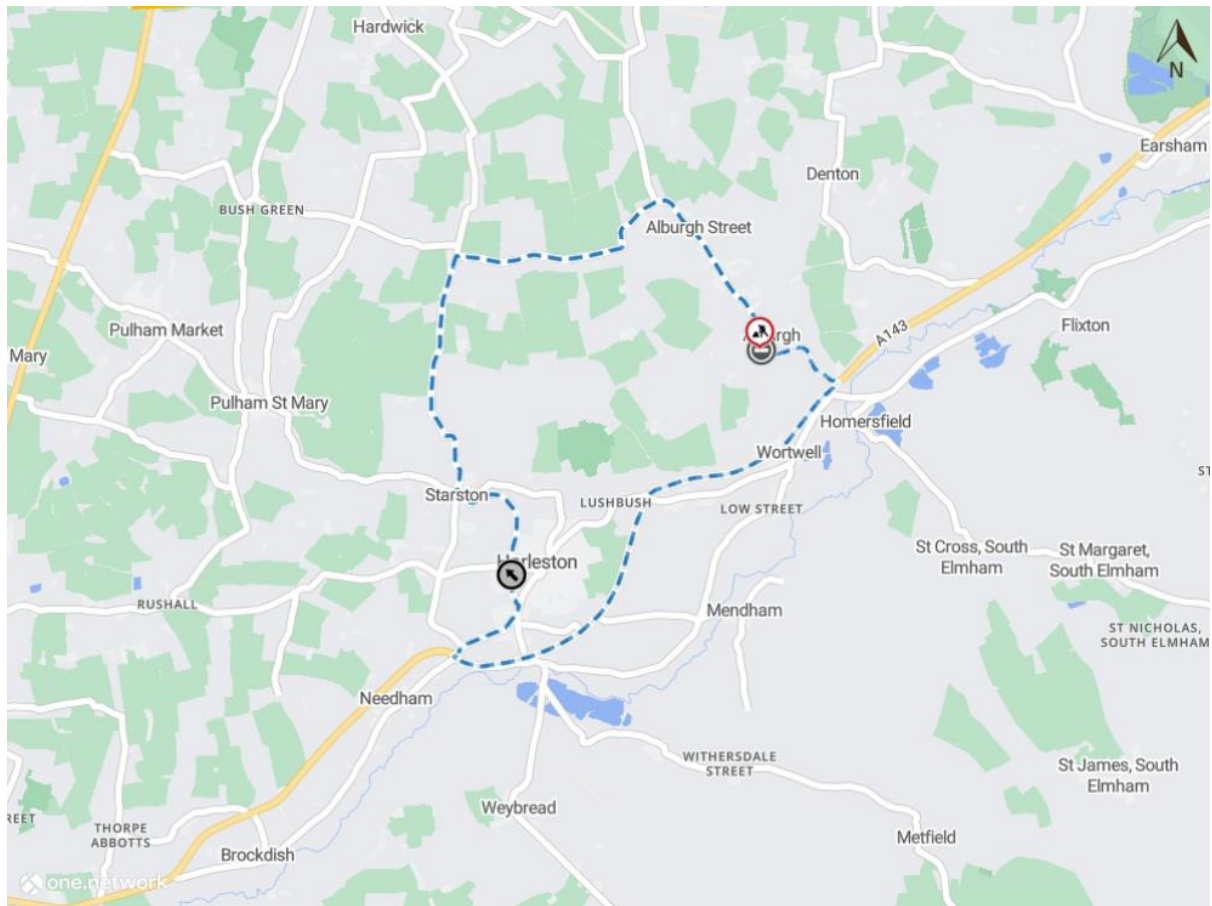 Hardwick
N
Earsham
Denton
BUSH GREEN
Alburgh Street
A143
Flixton
Pulham Market
Mary
Pulham St Mary
Homersfield
Wortwell
Starston
LUSHBUSH
LOW STREET
St Cross, South
Elmham
St Margaret,
South Elmham
RUSHALL
Mendham
ST NICHOLAS,
SOUTH ELMHAM
Needham
WITHERSDALE
STREET
St James, South
Elmham
Weybread
THORPE
ABBOTTS
Brockdish
Metfield
one.network